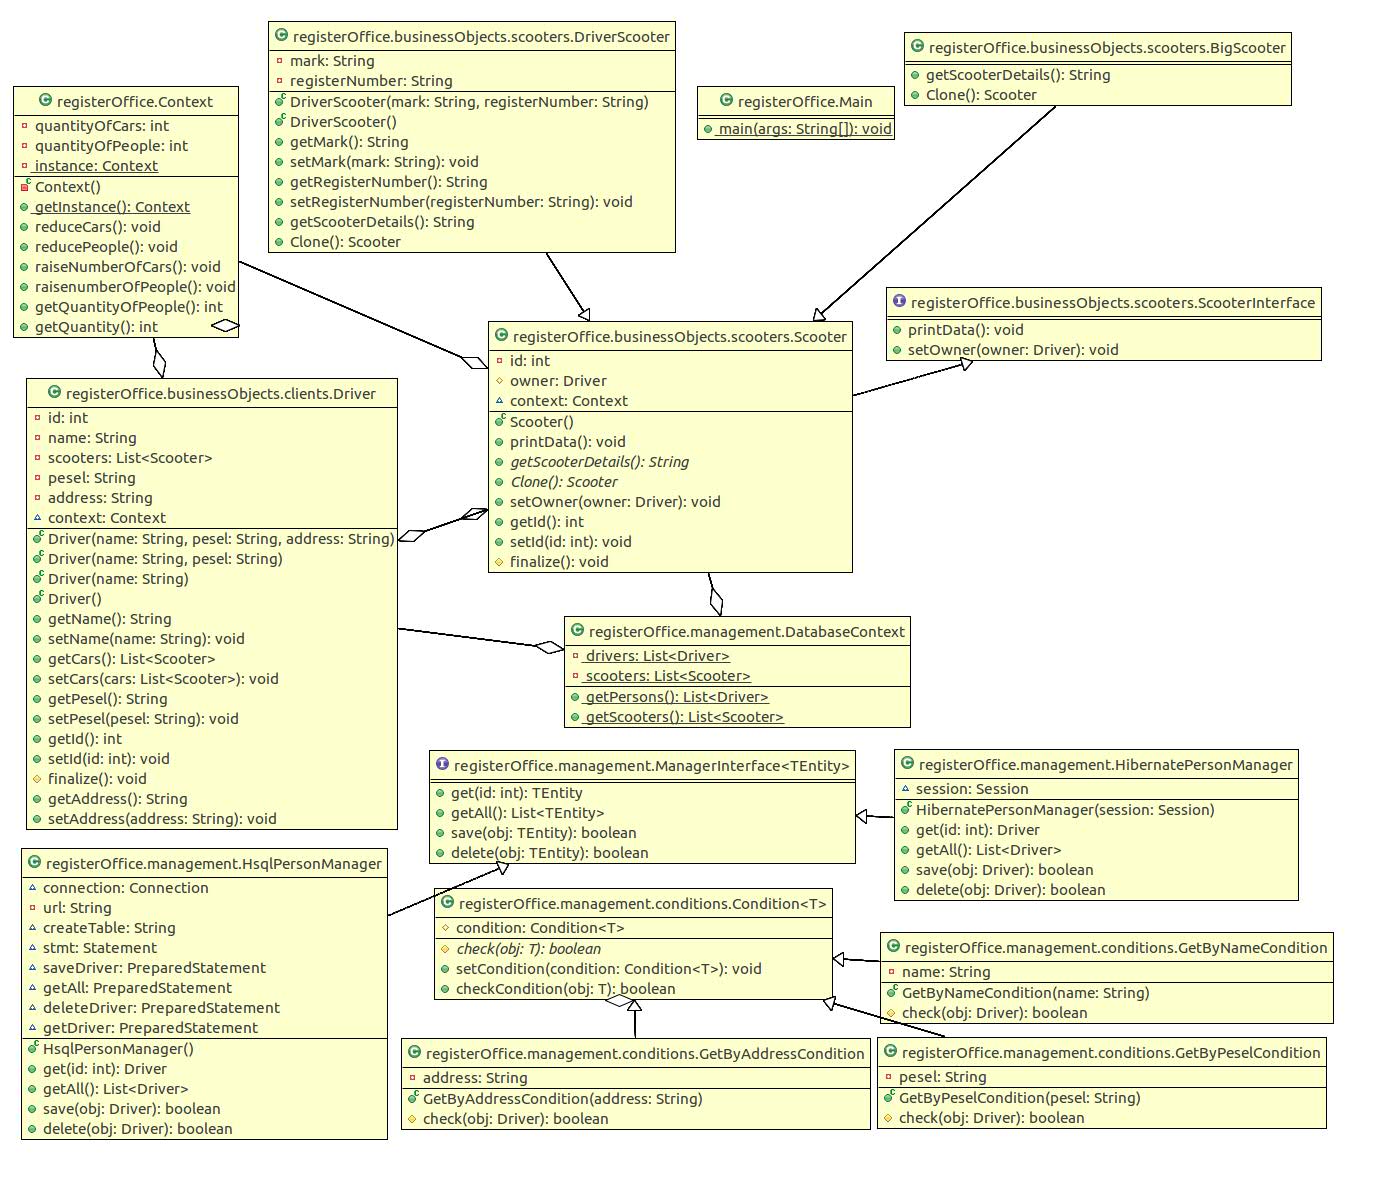 registerOffice.businessObjects.scooters.DriverScooter
mark: String
registerNumber: String
DriverScooter(mark: String, registerNumber: String)
DriverScooter()
getMark(): String
setMark(mark: String): void
getRegisterNumber(): String
setRegisterNumber(registerNumber: String): void
getScooterDetails(): String
Clone(): Scooter
registerOffice.businessObjects.scooters.BigScooter
getScooterDetails(): String
Clone(): Scooter
registerOffice.Context
quantityOfCars: int
quantityOfPeople: int
instance: Context
Context()
getInstance(): Context
reduceCars(): void
reducePeople(): void
raiseNumberOfCars(): void
raisenumberOfPeople(): void
getQuantityOfPeople(): int
getQuantity(): int
registerOffice.Main
main(args: String[]): void
registerOffice.businessObjects.scooters.ScooterInterface
printData(): void
setOwner(owner: Driver): void
registerOffice.businessObjects.scooters.Scooter
id: int
owner: Driver
context: Context
Scooter()
printData(): void
getScooterDetails(): String
Clone(): Scooter
setOwner(owner: Driver): void
getId(): int
setId(id: int): void
finalize(): void
registerOffice.businessObjects.clients.Driver
id: int
name: String
scooters: List<Scooter>
pesel: String
address: String
context: Context
Driver(name: String, pesel: String, address: String)
Driver(name: String, pesel: String)
Driver(name: String)
Driver()
getName(): String
setName(name: String): void
getCars(): List<Scooter>
setCars(cars: List<Scooter>): void
getPesel(): String
setPesel(pesel: String): void
getId(): int
setId(id: int): void
finalize(): void
getAddress(): String
setAddress(address: String): void
registerOffice.management.DatabaseContext
drivers: List<Driver>
scooters: List<Scooter>
getPersons(): List<Driver>
getScooters(): List<Scooter>
registerOffice.management.ManagerInterface<TEntity>
get(id: int): TEntity
getAll(): List<TEntity>
save(obj: TEntity): boolean
delete(obj: TEntity): boolean
registerOffice.management.HibernatePersonManager
session: Session
HibernatePersonManager(session: Session)
get(id: int): Driver
getAll(): List<Driver>
save(obj: Driver): boolean
delete(obj: Driver): boolean
registerOffice.management.HsqlPersonManager
connection: Connection
url: String
createTable: String
stmt: Statement
saveDriver: PreparedStatement
getAll: PreparedStatement
deleteDriver: PreparedStatement
getDriver: PreparedStatement
HsqlPersonManager()
get(id: int): Driver
getAll(): List<Driver>
save(obj: Driver): boolean
delete(obj: Driver): boolean
registerOffice.management.conditions.Condition<T>
condition: Condition<T>
check(obj: T): boolean
setCondition(condition: Condition<T>): void
checkCondition(obj: T): boolean
registerOffice.management.conditions.GetByNameCondition
name: String
GetByNameCondition(name: String)
check(obj: Driver): boolean
registerOffice.management.conditions.GetByAddressCondition
address: String
GetByAddressCondition(address: String)
check(obj: Driver): boolean
registerOffice.management.conditions.GetByPeselCondition
pesel: String
GetByPeselCondition(pesel: String)
check(obj: Driver): boolean